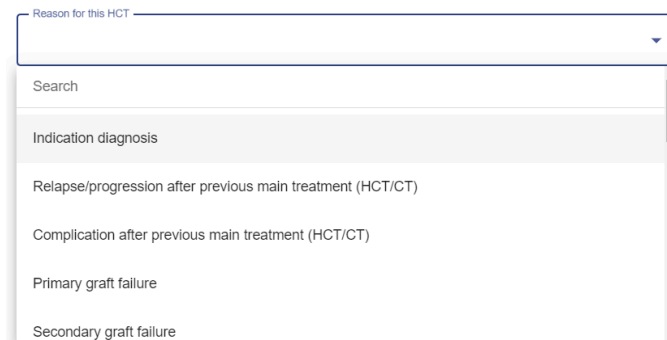 Reason for this HCT
Search
Indication diagnosis
Relapse/progression after previous main treatment (HCT/CT)
Complication after previous main treatment (HCT/CT)
Primary graft failure
Secondary graft failure